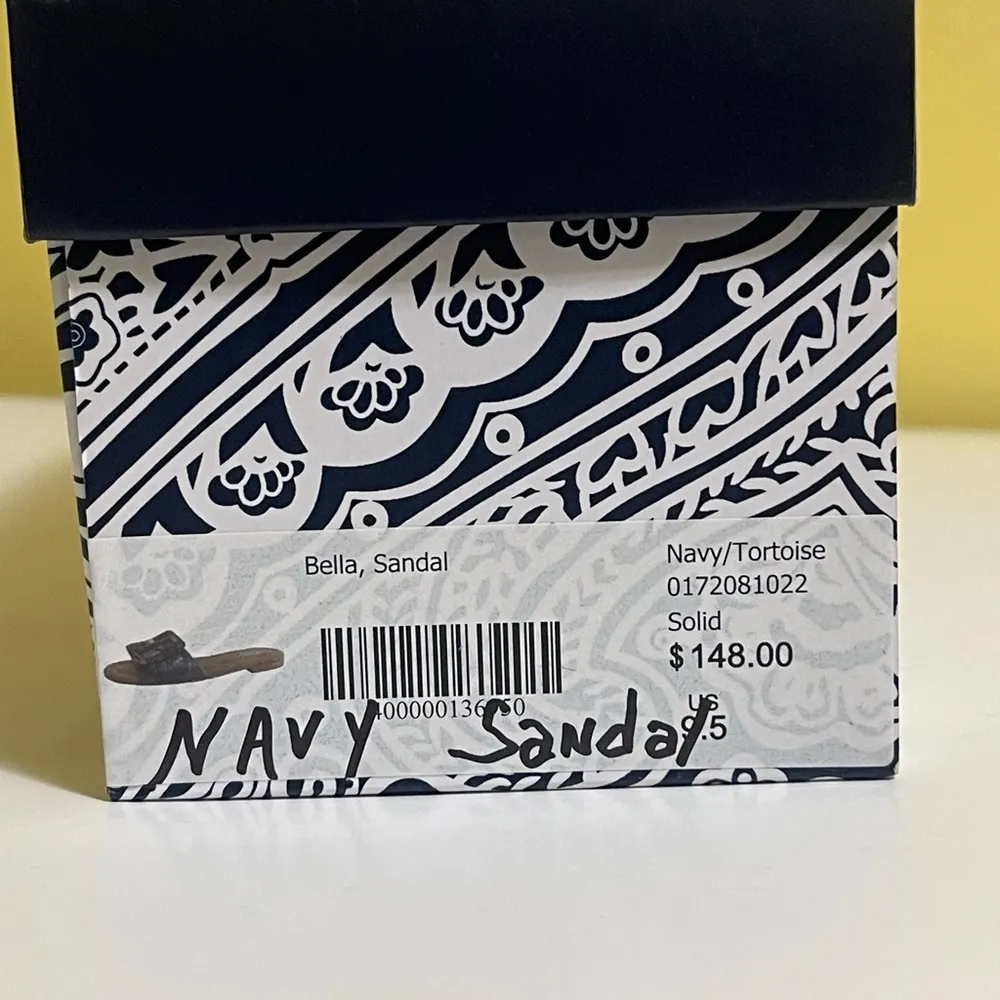 Bella, Sandal
Navy/Tortoise
0172081022
Solid
$148.00
US
NAVY Sandal